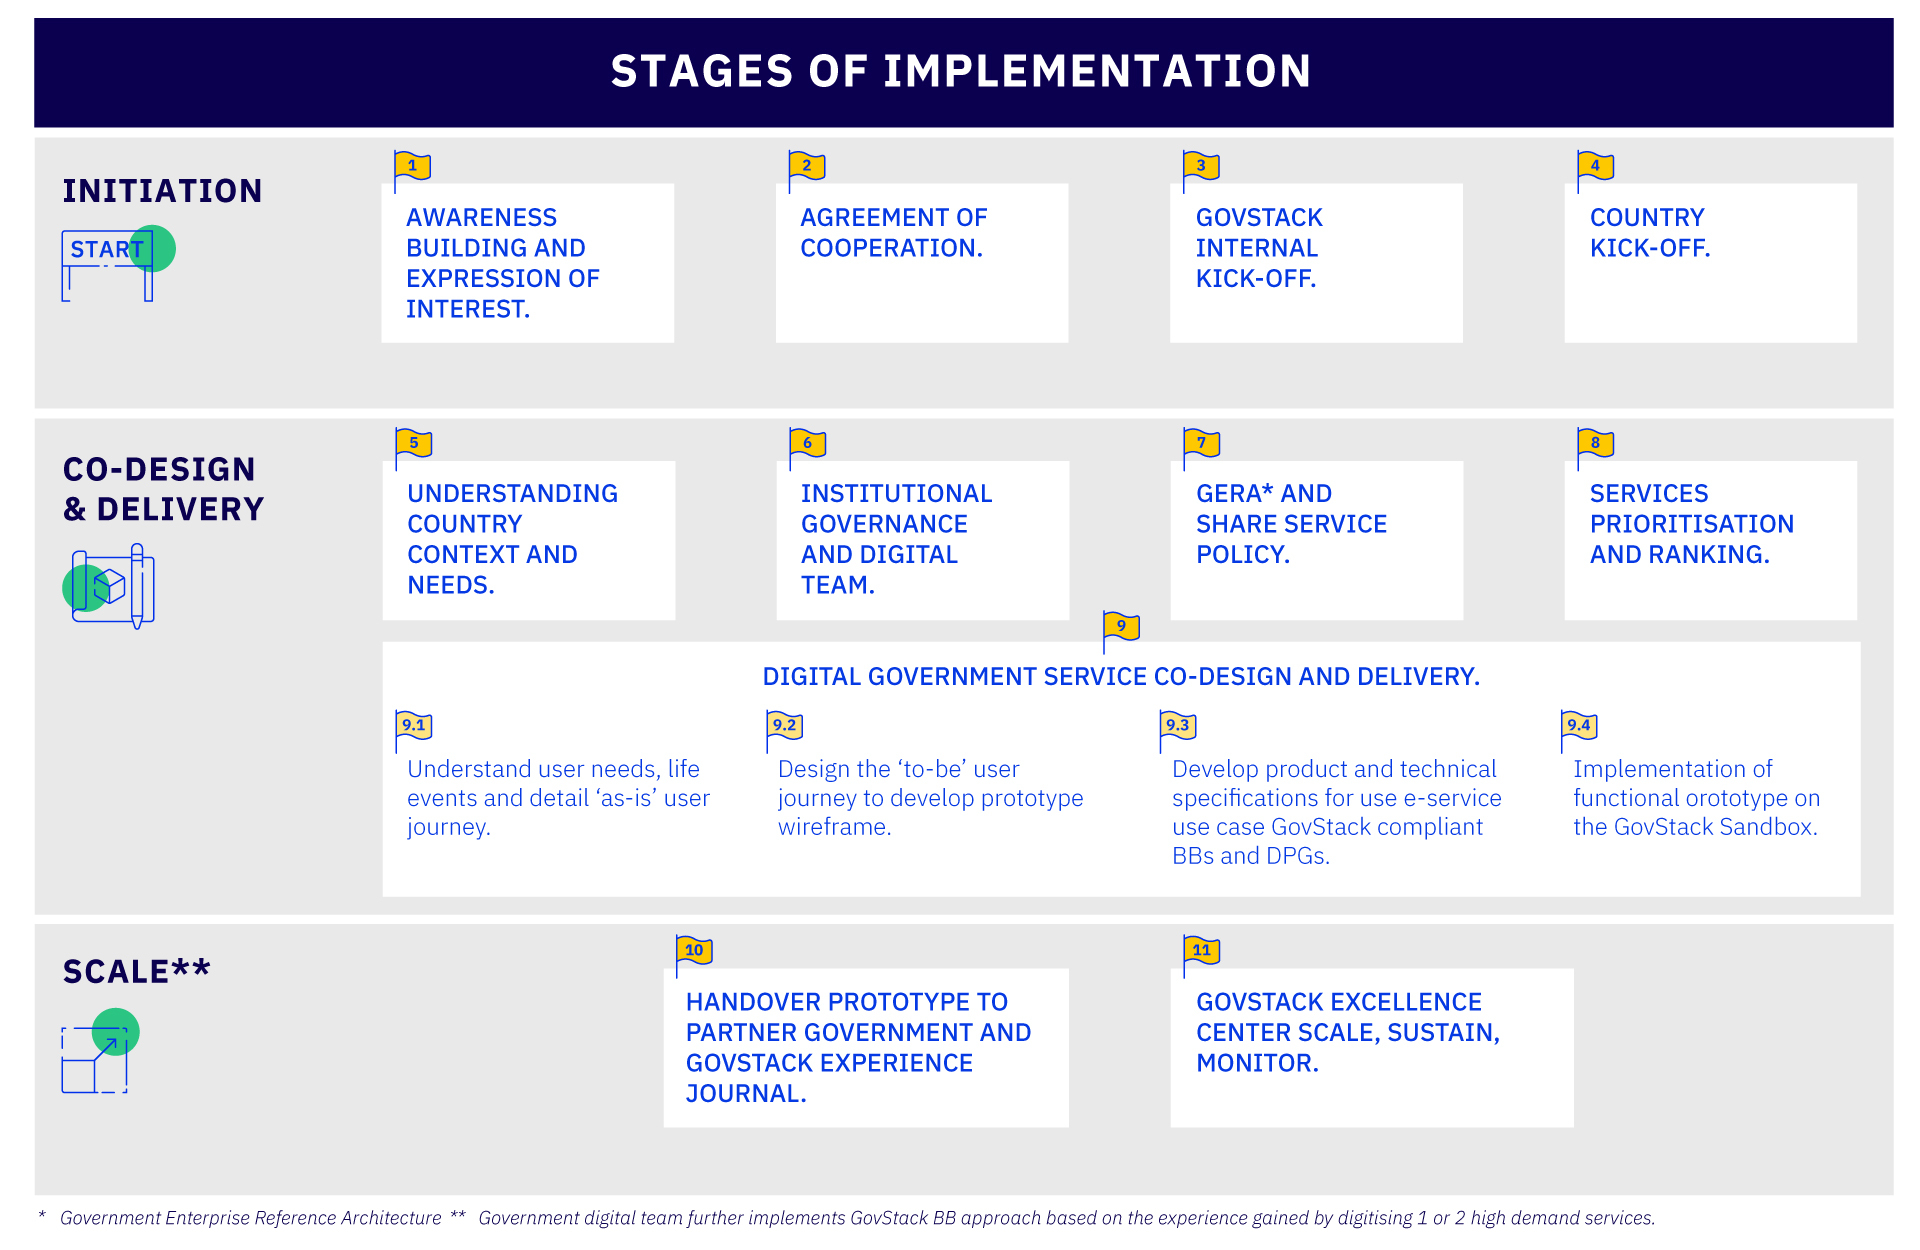 STAGES OF IMPLEMENTATION
INITIATION
START
1
AWARENESS
BUILDING AND
EXPRESSION OF
INTEREST.
2
AGREEMENT OF
COOPERATION.
3
GOVSTACK
INTERNAL
KICK-OFF.
4
COUNTRY
KICK-OFF.
CO-DESIGN
& DELIVERY
5
UNDERSTANDING
COUNTRY
CONTEXT AND
NEEDS.
6
INSTITUTIONAL
GOVERNANCE
AND DIGITAL
TEAM.
7
GERA* AND
SHARE SERVICE
POLICY.
8
SERVICES
PRIORITISATION
AND RANKING.
9
DIGITAL GOVERNMENT SERVICE CO-DESIGN AND DELIVERY.
9.1
Understand user needs, life
events and detail ‘as-is’ user
journey.
9.2
Design the ‘to-be’ user
journey to develop prototype
wireframe.
9.3
Develop product and technical
specifications for use e-service
use case GovStack compliant
BBs and DPGs.
9.4
Implementation of
functional orototype on
the GovStack Sandbox.
SCALE**
10
HANDOVER PROTOTYPE TO
PARTNER GOVERNMENT AND
GOVSTACK EXPERIENCE
JOURNAL.
11
GOVSTACK EXCELLENCE
CENTER SCALE, SUSTAIN,
MONITOR.
* Government Enterprise Reference Architecture ** Government digital team further implements GovStack BB approach based on the experience gained by digitising 1 or 2 high demand services.